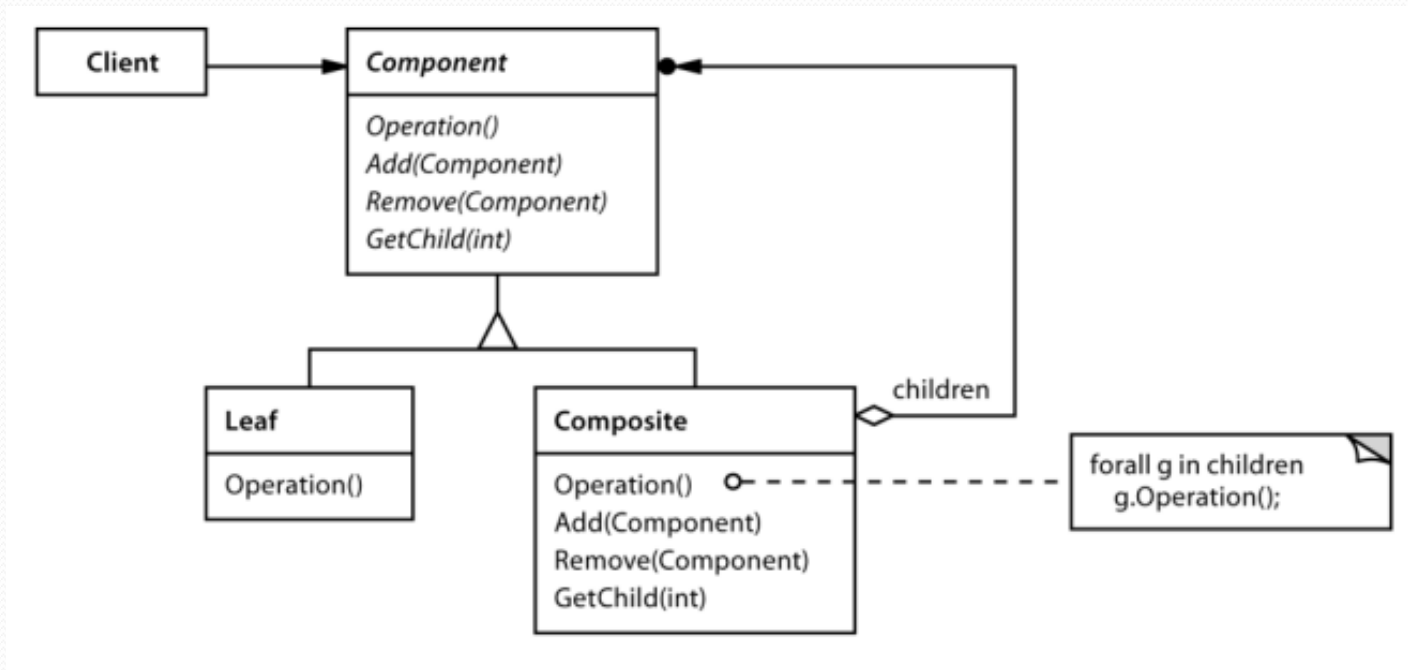 Client
Component
Operation()
Add(Component)
Remove(Component)
GetChild(int)
Leaf
Operation()
Composite
Operation()
Add(Component)
Remove(Component)
GetChild(int)
children
forall g in children
g.Operation();